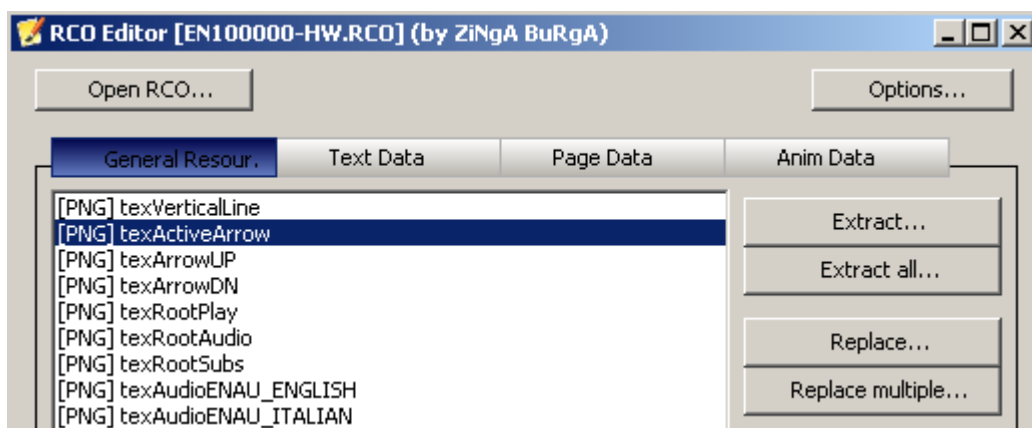 RCO Editor [EN100000-HW.RCO] (by ZiNgA BuRgA)
Open RCO... Options...
General Resour. Text Data Page Data Anim Data
[PNG] texVerticalLine
[PNG] texActiveArrow
[PNG] texArrowUP
[PNG] texArrowDN
[PNG] texRootPlay
[PNG] texRootAudio
[PNG] texRootSubs
[PNG] texAudioENAU_ENGLISH
[PNG] texAudioENAU_ITALIAN
Extract...
Extract all...
Replace...
Replace multiple...